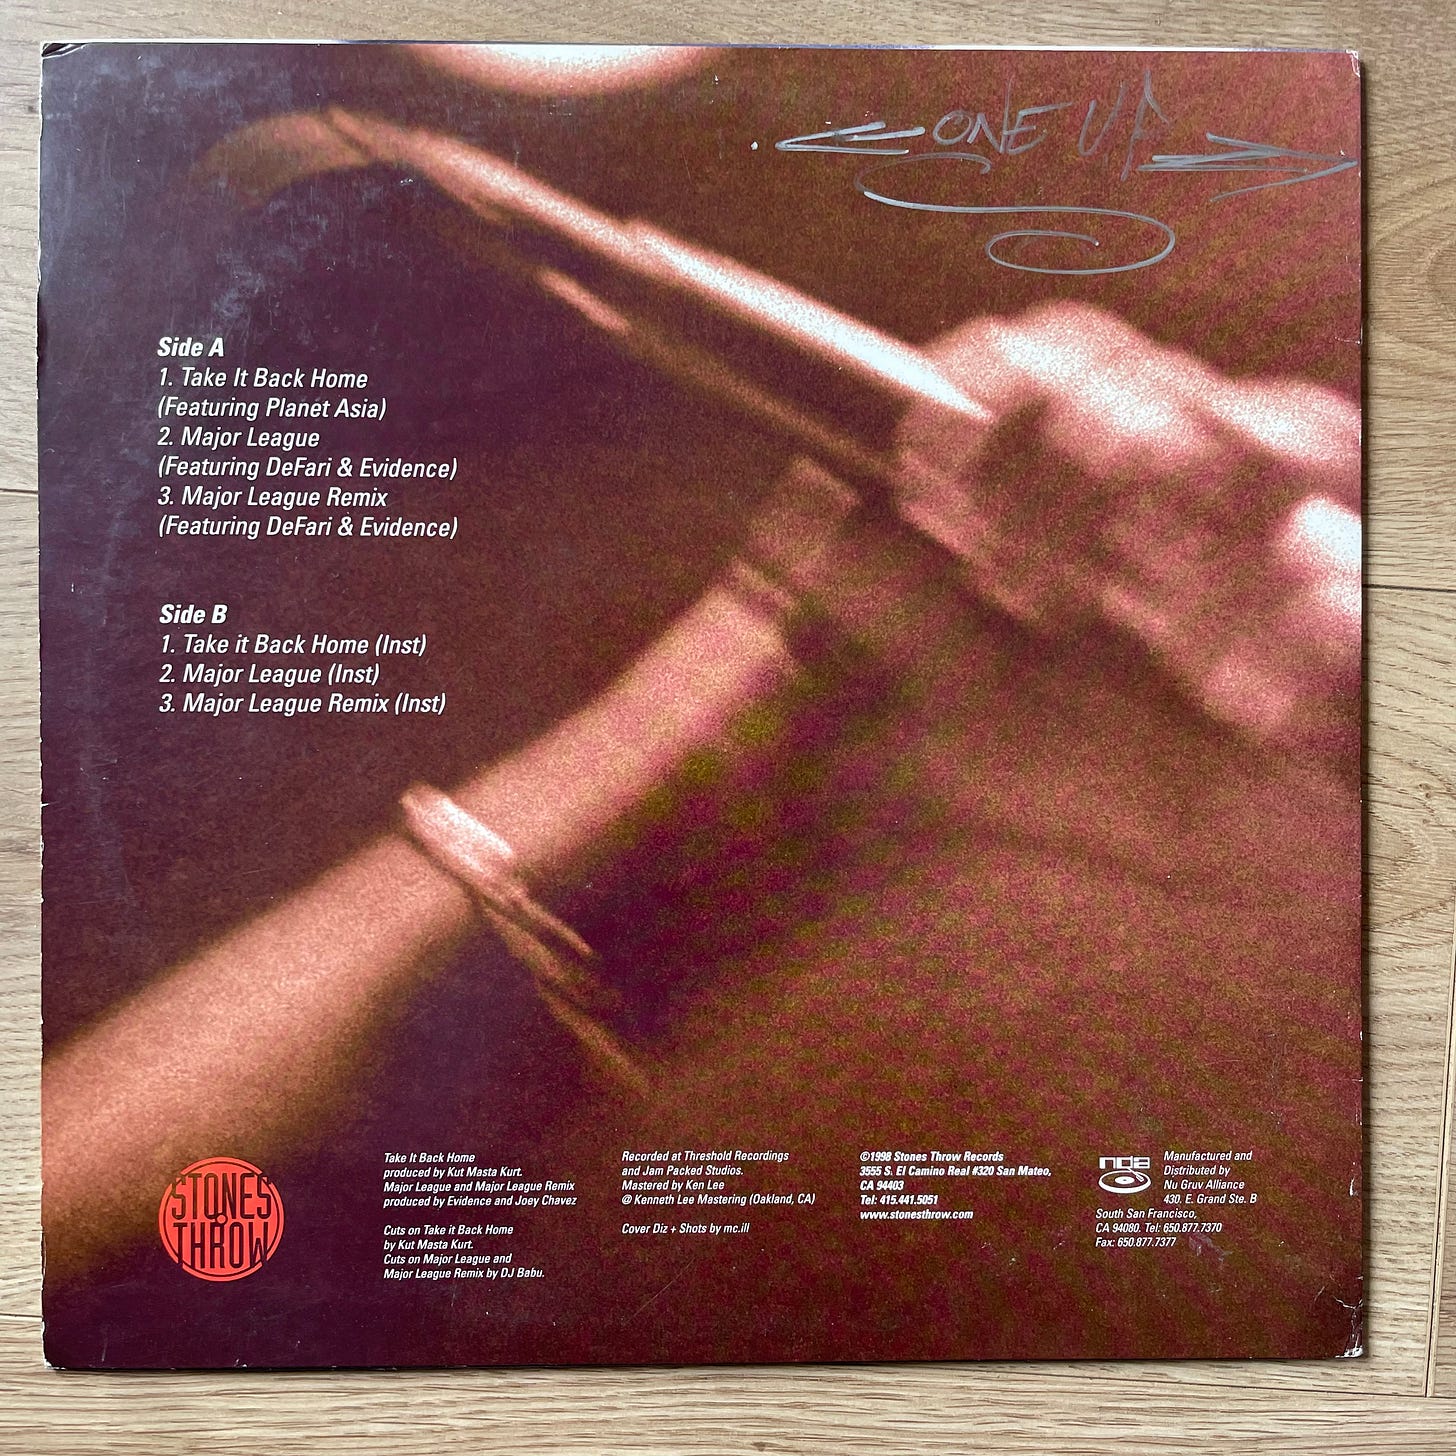 ONE UP
Side A
1. Take It Back Home
(Featuring Planet Asia)
2. Major League
(Featuring DeFari & Evidence)
3. Major League Remix
(Featuring DeFari & Evidence)
Side B
1. Take it Back Home (Inst)
2. Major League (Inst)
3. Major League Remix (Inst)
STONES
THROW
Take It Back Home
produced by Kut Masta Kurt.
Major League and Major League Remix
produced by Evidence and Joey Chavez
Cuts on Take it Back Home
by Kut Masta Kurt.
Cuts on Major League and
Major League Remix by DJ Babu.
Recorded at Threshold Recordings
and Jam Packed Studios.
Mastered by Ken Lee
@ Kenneth Lee Mastering (Oakland, CA)
Cover Diz + Shots by mc.ill
©1998 Stones Throw Records
3555 S. El Camino Real #320 San Mateo,
CA 94403
Tel: 415.441.5051
www.stonesthrow.com
nga
Manufactured and
Distributed by
Nu Gruv Alliance
430. E. Grand Ste. B
South San Francisco,
CA 94080. Tel: 650.877.7370
Fax: 650.877.7377